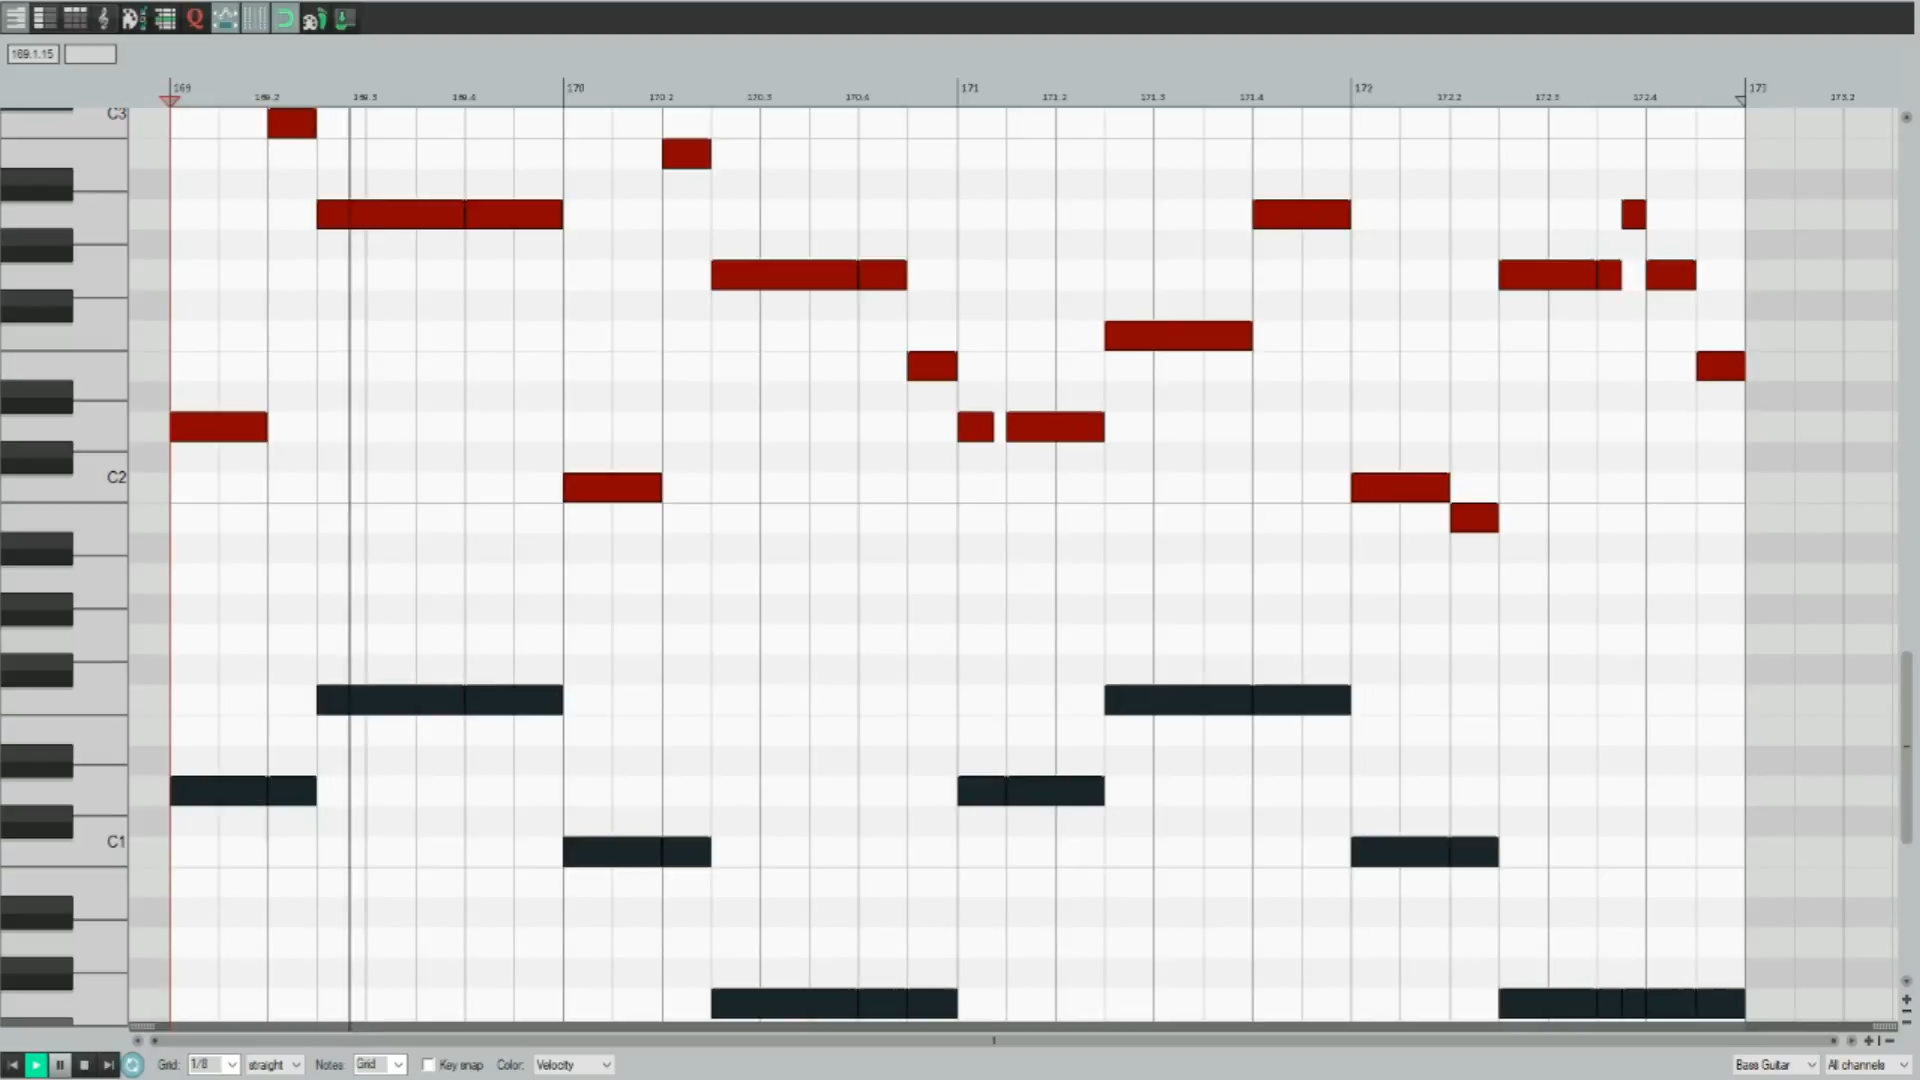 Q
169.1.15
169 170 171 172 173
169.2 169.3 169.4 170.2 170.3 170.4 171.2 171.3 171.4 172.2 172.3 172.4 173.2
C3
C2
C1
Grid: 1/8 straight Notes: Grid Key snap Color: Velocity Bass Guitar All channels